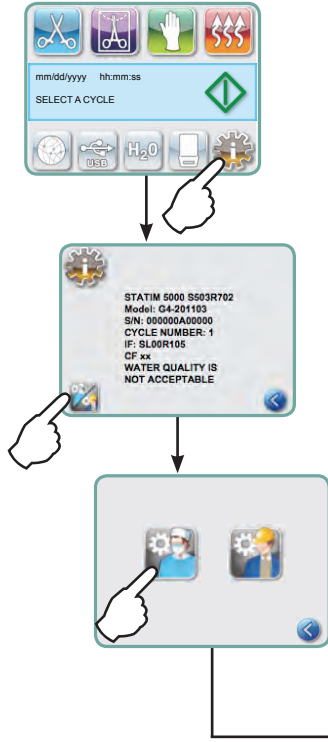 mm/dd/yyyy hh:mm:ss
SELECT A CYCLE
USB
H20
STATIM 5000 S503R702
Model: G4-201103
S/N: 000000A00000
CYCLE NUMBER: 1
IF: SL00R105
CF xx
WATER QUALITY IS
NOT ACCEPTABLE